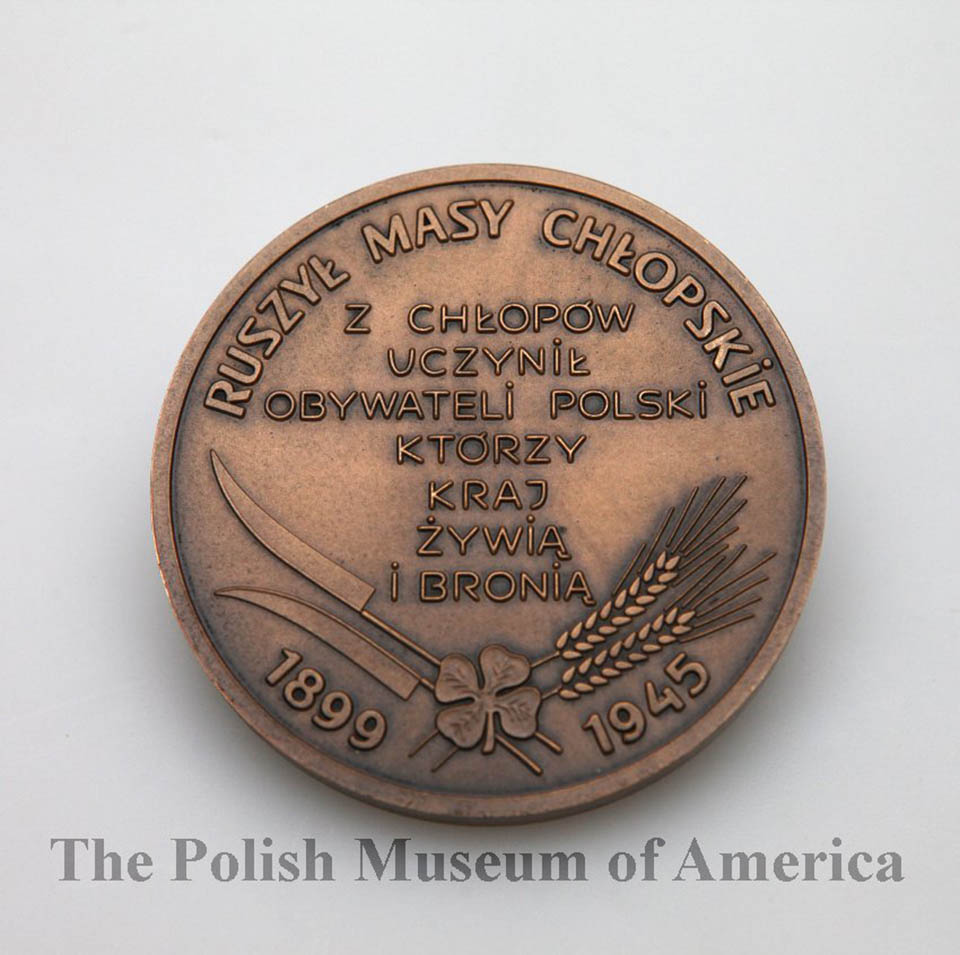 RUSZYŁ MASY CHŁOPSKIE
Z CHŁOPÓW
UCZYNIŁ
OBYWATELI POLSKI
KTÓRZY
KRAJ
ŻYWIĄ
I BRONIĄ
1899 1945
The Polish Museum of America